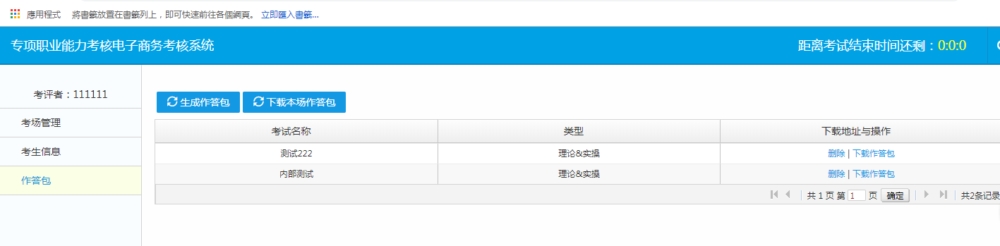 應用程式 將書籤放置在書籤列上，即可快速前往各個網頁。 立即匯入書籤...
专项职业能力考核电子商务考核系统 距离考试结束时间还剩：0:0:0
考评者：111111
考场管理
考生信息
作答包
生成作答包 下载本场作答包
考试名称 类型 下载地址与操作
测试222 理论&实操 删除 | 下载作答包
内部测试 理论&实操 删除 | 下载作答包
共 1 页 第 1 页 确定 共2条记录